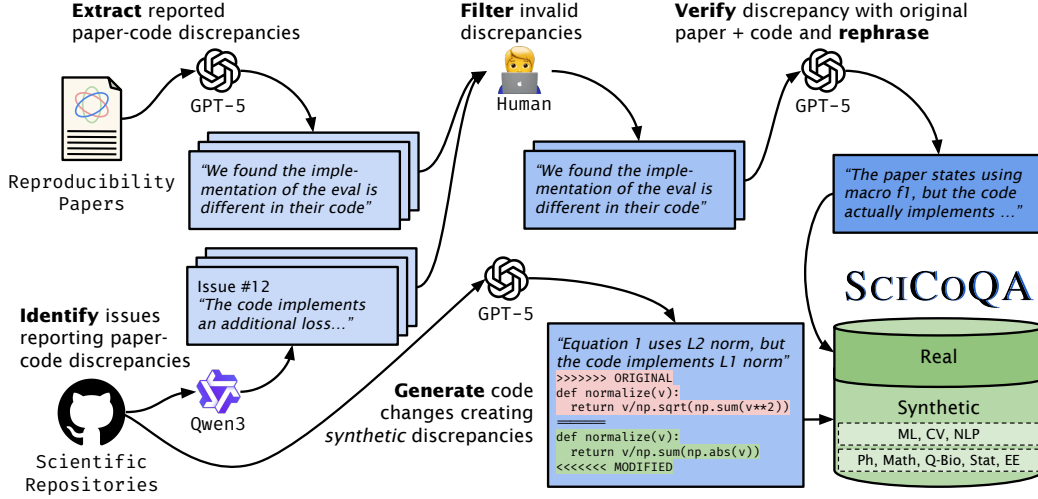 Extract reported
paper-code discrepancies
GPT-5
Reproducibility
Papers
"We found the imple-
mentation of the eval is
different in their code"
Filter invalid
discrepancies
Human
"We found the imple-
mentation of the eval is
different in their code"
Verify discrepancy with original
paper + code and rephrase
GPT-5
"The paper states using
macro f1, but the code
actually implements ..."
Identify issues
reporting paper-
code discrepancies
Scientific
Repositories
Qwen3
Issue #12
"The code implements
an additional loss..."
GPT-5
Generate code
changes creating
synthetic discrepancies
"Equation 1 uses L2 norm, but
the code implements L1 norm"
>>>>>>> ORIGINAL
def normalize(v):
  return v/np.sqrt(np.sum(v**2))
=======
def normalize(v):
  return v/np.sum(np.abs(v))
<<<<<<< MODIFIED
SCICOQA
Real
Synthetic
ML, CV, NLP
Ph, Math, Q-Bio, Stat, EE